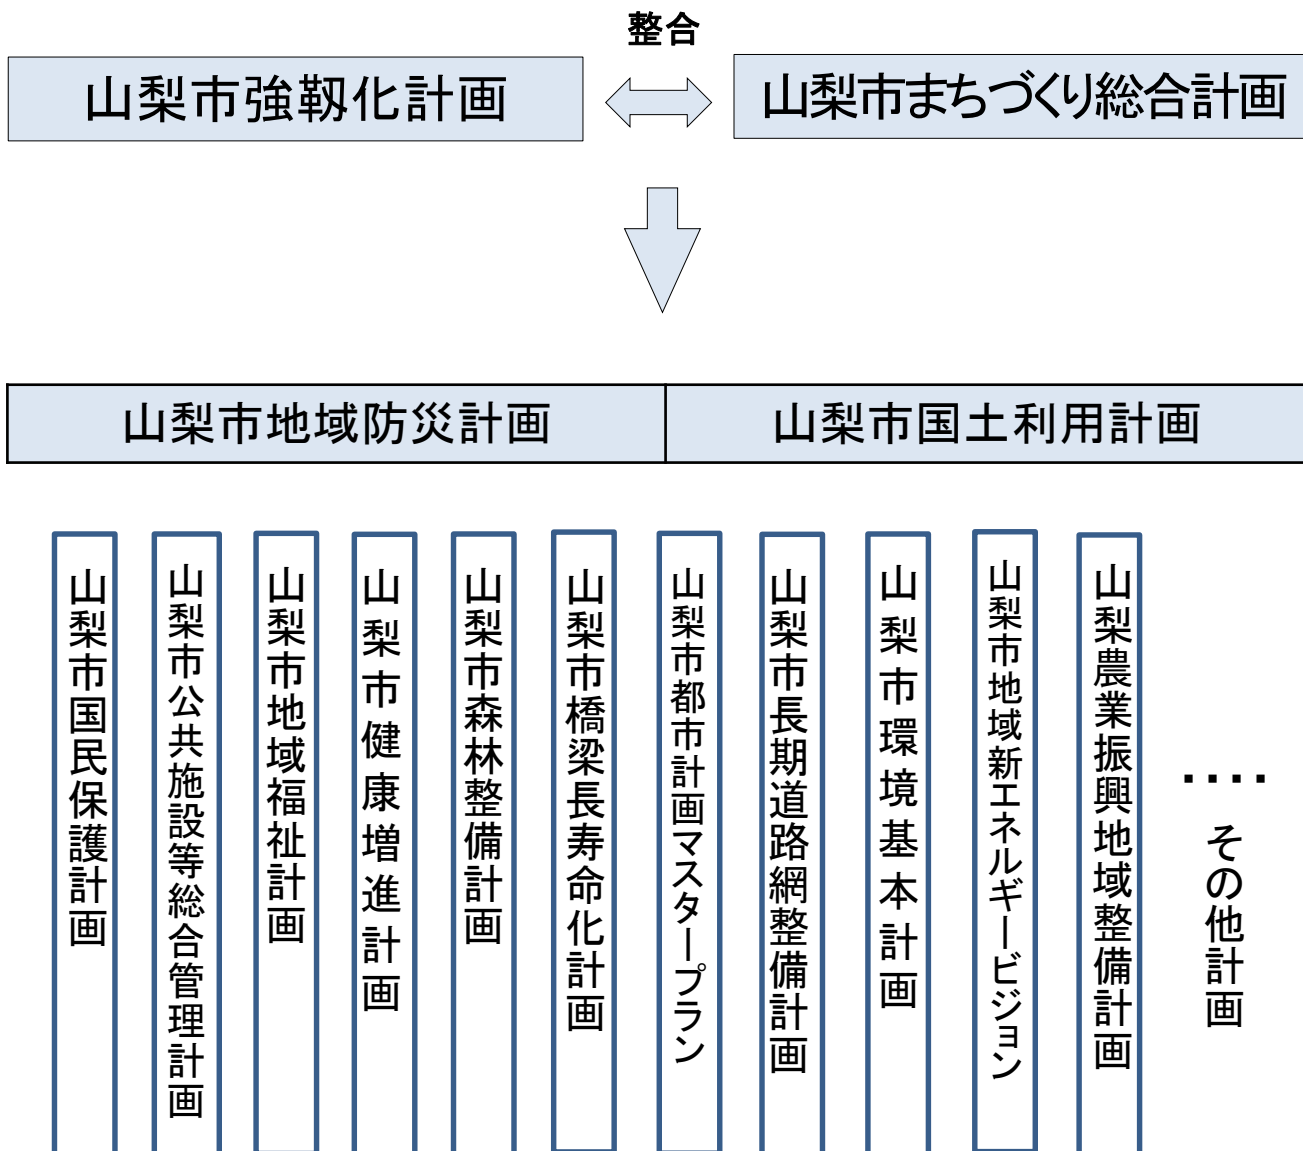 整合
山梨市強靱化計画
山梨市まちづくり総合計画
山梨市地域防災計画
山梨市国土利用計画
山梨市国民保護計画
山梨市公共施設等総合管理計画
山梨市地域福祉計画
山梨市健康増進計画
山梨市森林整備計画
山梨市橋梁長寿命化計画
山梨市都市計画マスタープラン
山梨市長期道路網整備計画
山梨市環境基本計画
山梨市地域新エネルギービジョン
山梨農業振興地域整備計画
････
その他計画